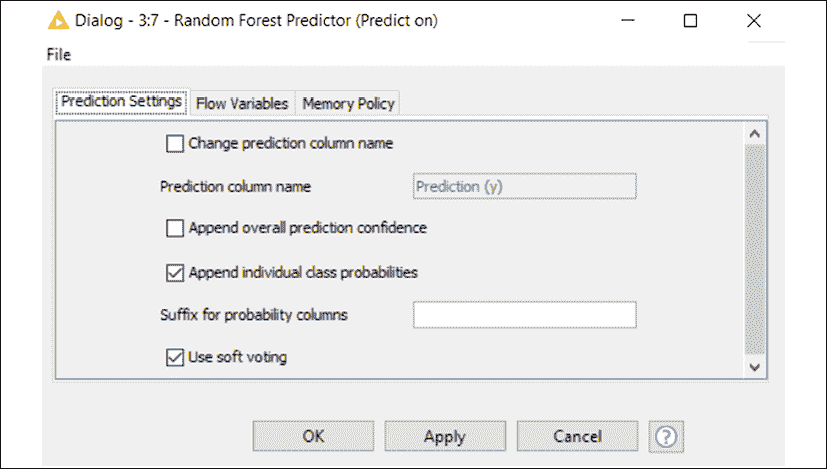 Dialog - 3:7 - Random Forest Predictor (Predict on)
File
Prediction Settings Flow Variables Memory Policy
Change prediction column name
Prediction column name Prediction (y)
Append overall prediction confidence
Append individual class probabilities
Suffix for probability columns
Use soft voting
OK Apply Cancel ?